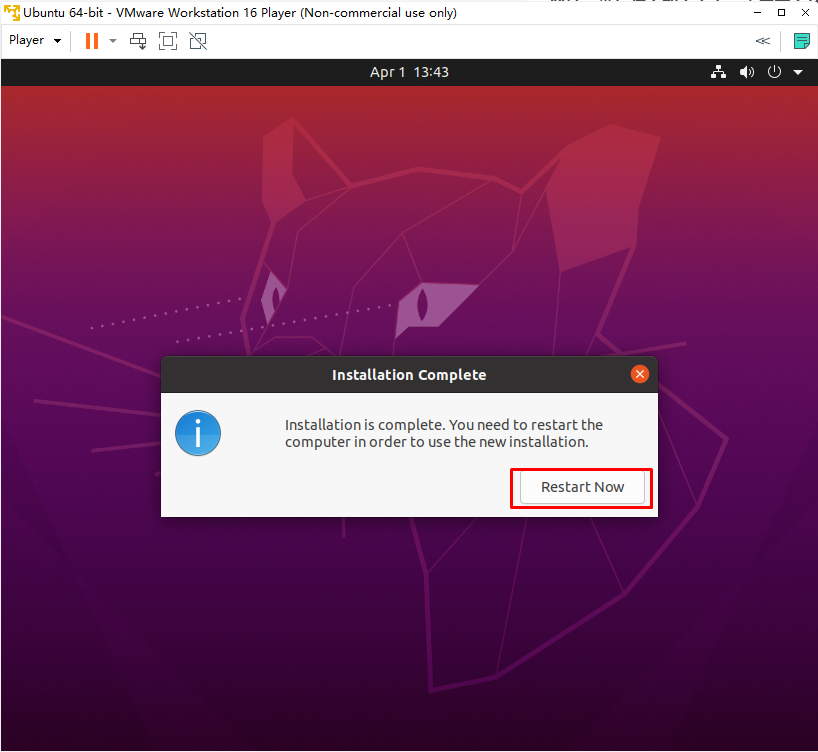 Ubuntu 64-bit - VMware Workstation 16 Player (Non-commercial use only)
Player
Apr 1 13:43
Installation Complete
Installation is complete. You need to restart the
computer in order to use the new installation.
Restart Now